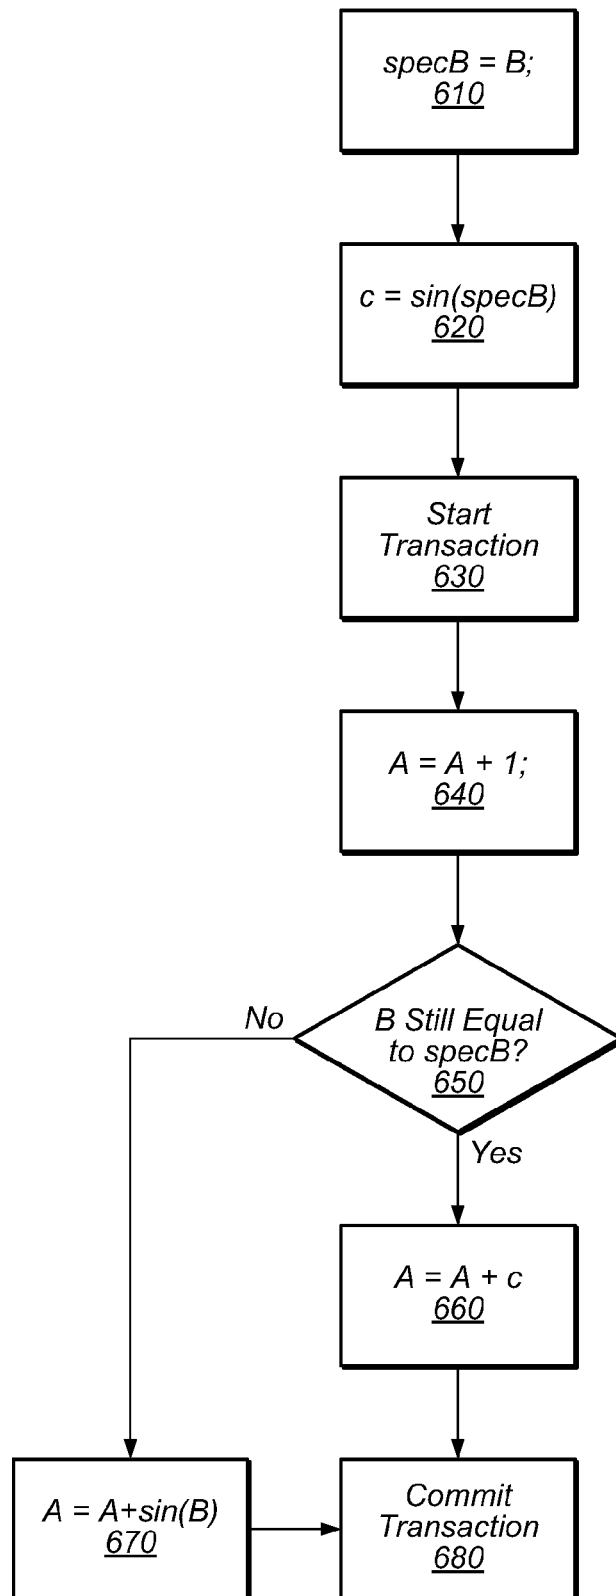 specB = B;
610
c = sin(specB)
620
Start
Transaction
630
A = A + 1;
640
No
B Still Equal
to specB?
650
Yes
A = A + c
660
A = A+sin(B)
670
Commit
Transaction
680